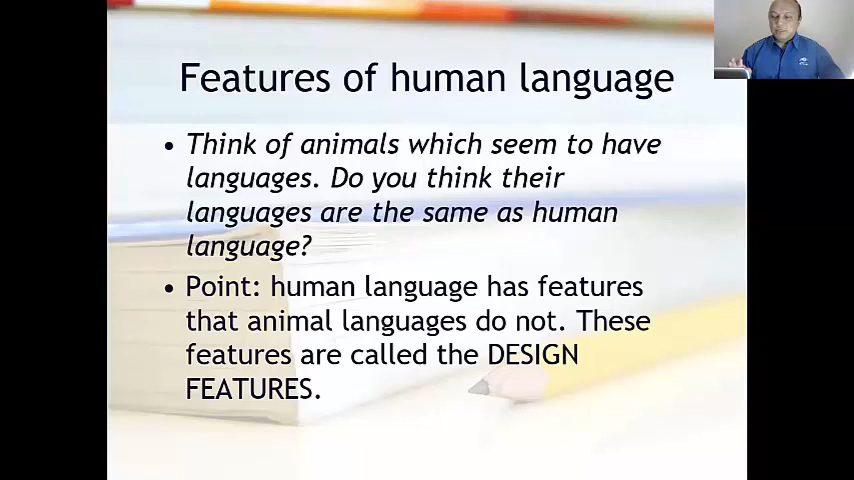 Features of human language
• Think of animals which seem to have
languages. Do you think their
languages are the same as human
language?
• Point: human language has features
that animal languages do not. These
features are called the DESIGN
FEATURES.